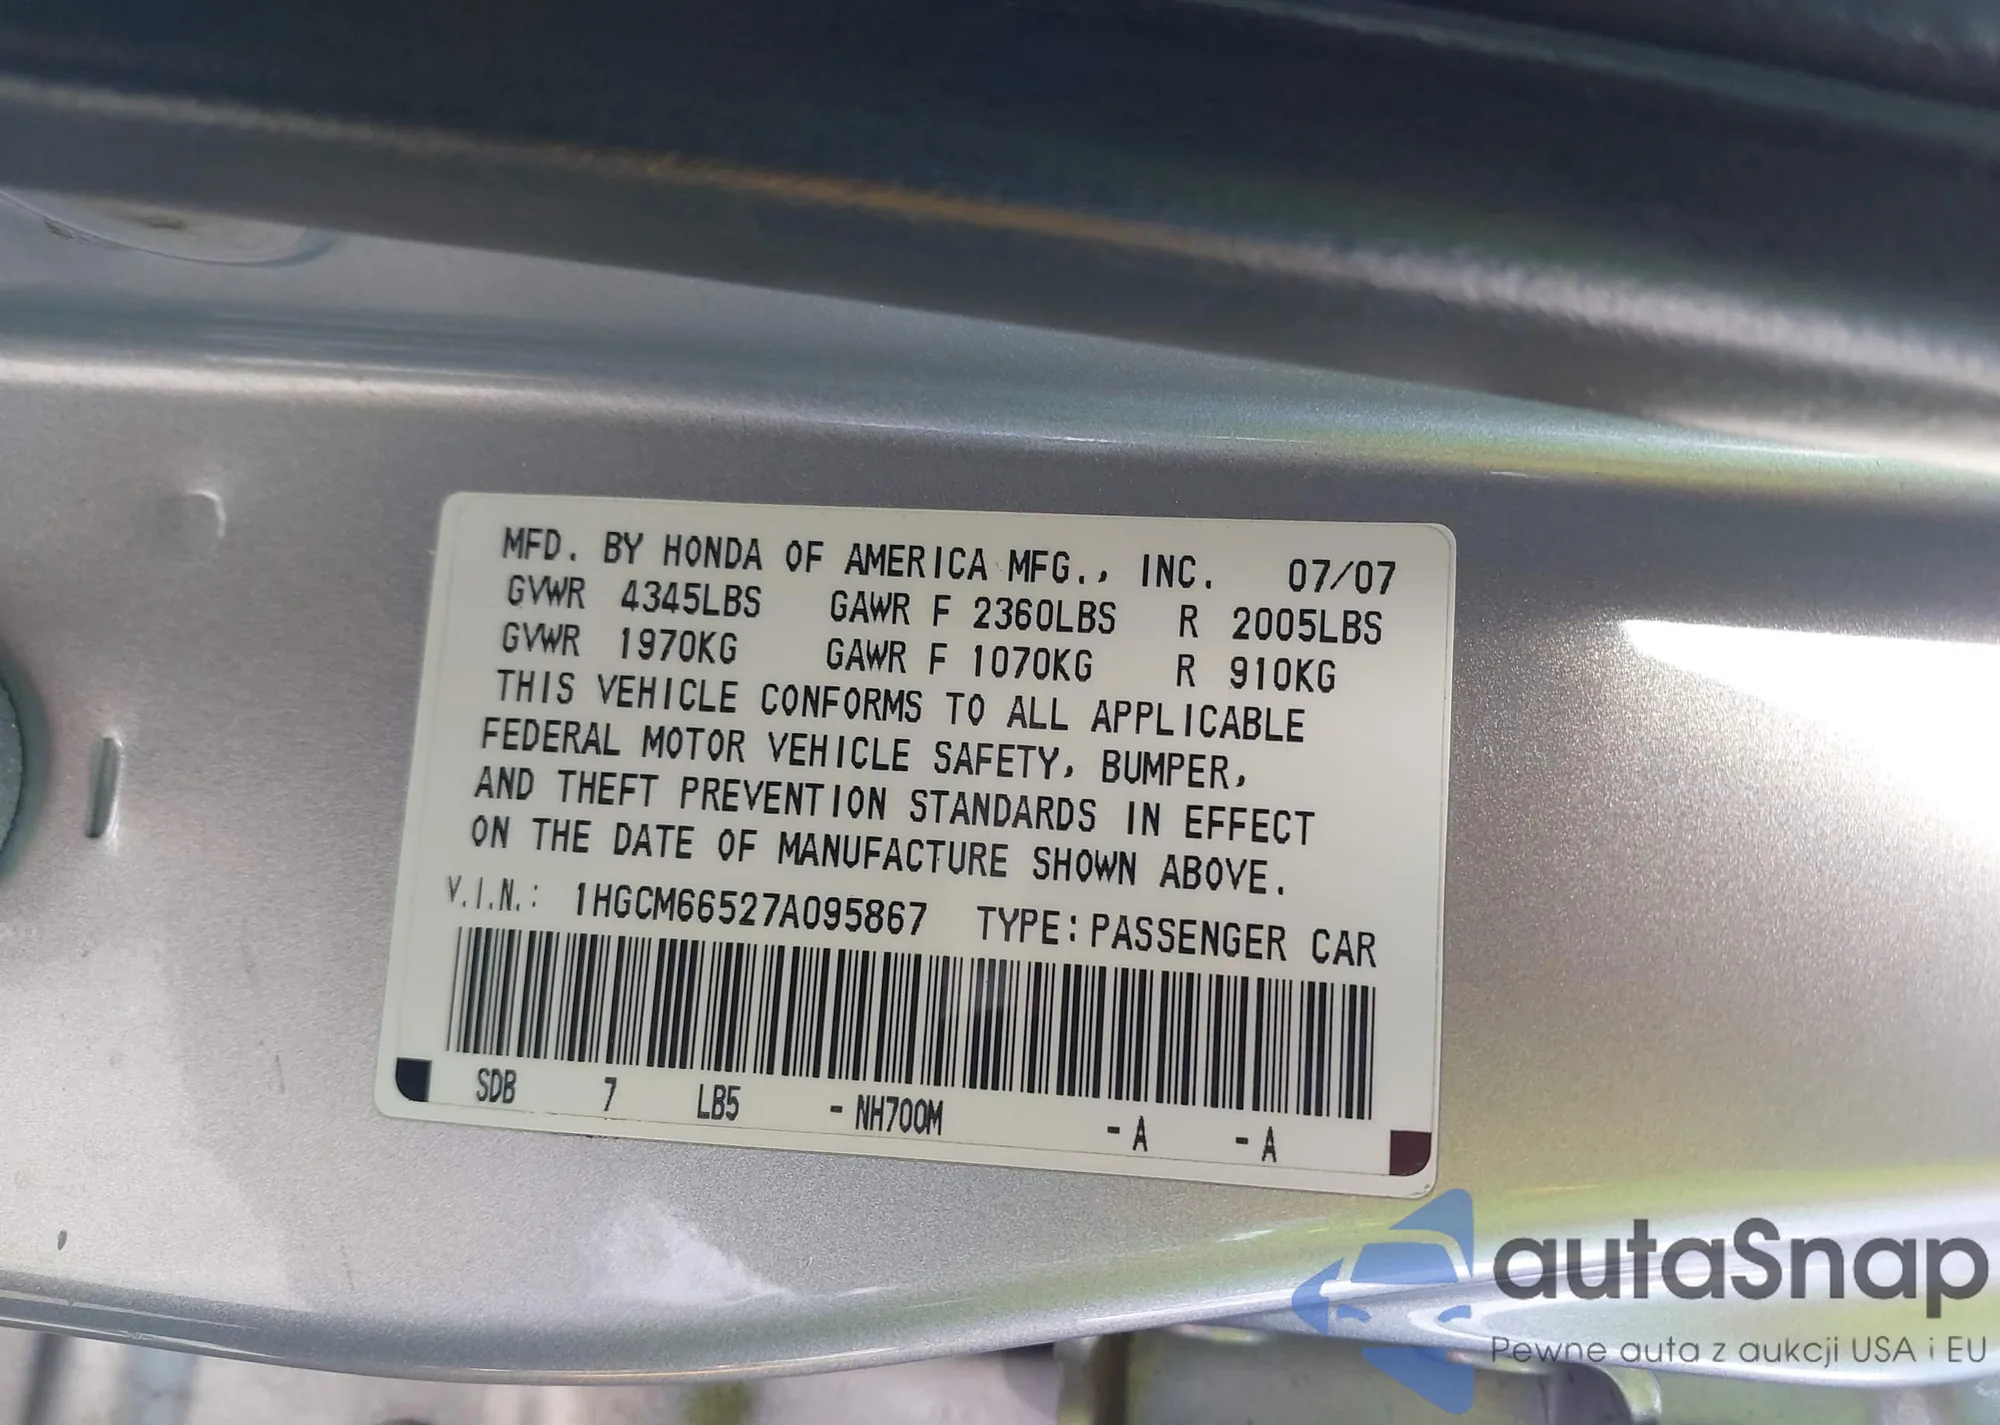 MFD. BY HONDA OF AMERICA MFG., INC. 07/07
GVWR 4345LBS GAWR F 2360LBS R 2005LBS
GVWR 1970KG GAWR F 1070KG R 910KG
THIS VEHICLE CONFORMS TO ALL APPLICABLE
FEDERAL MOTOR VEHICLE SAFETY, BUMPER,
AND THEFT PREVENTION STANDARDS IN EFFECT
ON THE DATE OF MANUFACTURE SHOWN ABOVE.
V.I.N.: 1HGCM66527A095867 TYPE: PASSENGER CAR
SDB 7 LB5 - NH700M - A - A
autaSnap
Pewne auta z aukcji USA i EU